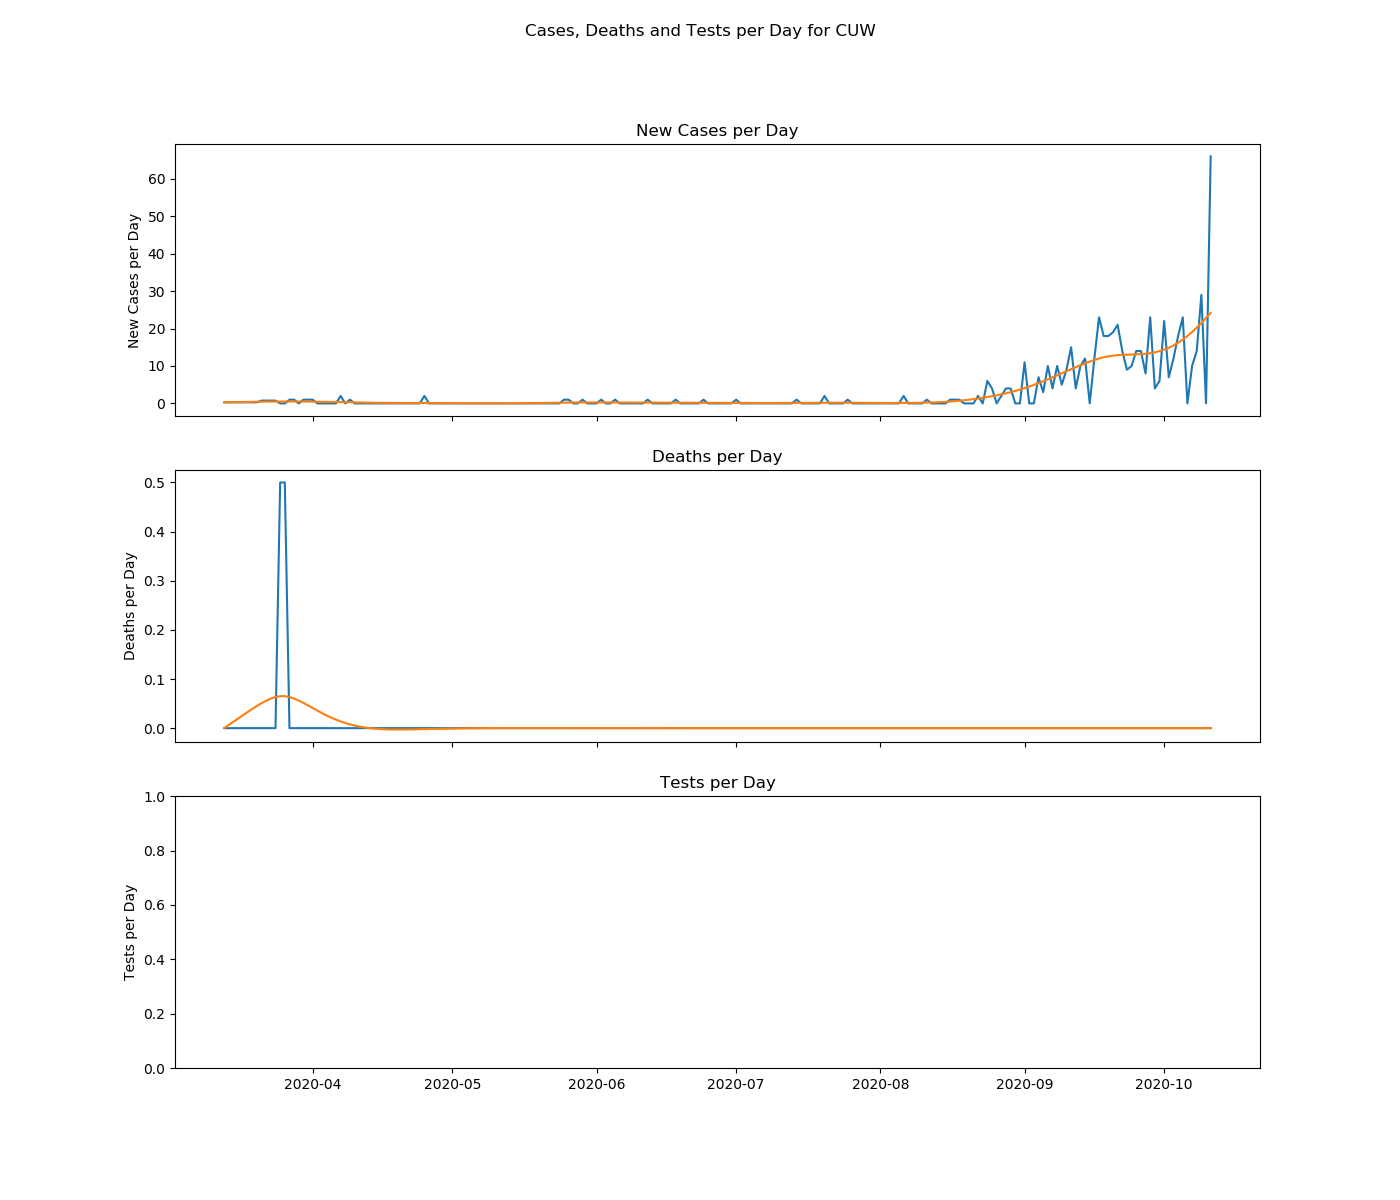 Cases, Deaths and Tests per Day for CUW
New Cases per Day
New Cases per Day
60
50
40
30
20
10
0
Deaths per Day
Deaths per Day
0.5
0.4
0.3
0.2
0.1
0.0
Tests per Day
Tests per Day
1.0
0.8
0.6
0.4
0.2
0.0
2020-04 2020-05 2020-06 2020-07 2020-08 2020-09 2020-10